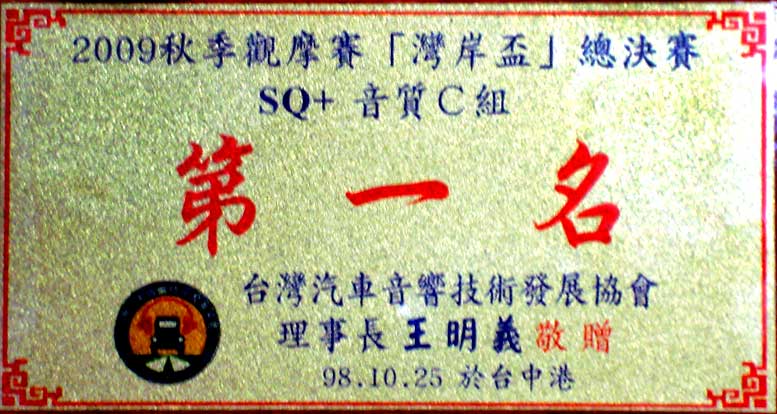 2009秋季觀摩賽「灣岸盃」總決賽
SQ+ 音質C組
第一名
台灣汽車音響技術發展協會
理事長王明義敬贈
98.10.25 於台中港